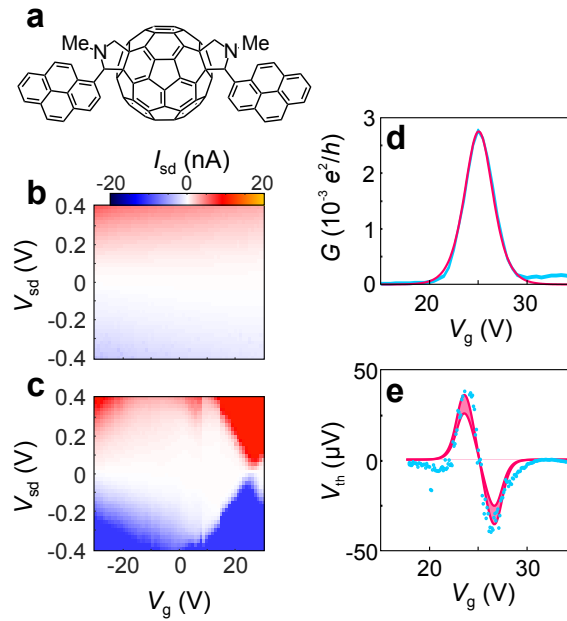 a
Me
N
N
Me
I_sd (nA)
-20 0 20
b
0.4
0.2
0
-0.2
-0.4
V_sd (V)
c
0.4
0.2
0
-0.2
-0.4
V_sd (V)
-20 0 20
V_g (V)
d
3
2
1
0
G (10⁻³ e²/h)
20 30
V_g (V)
e
50
0
-50
V_th (µV)
20 30
V_g (V)